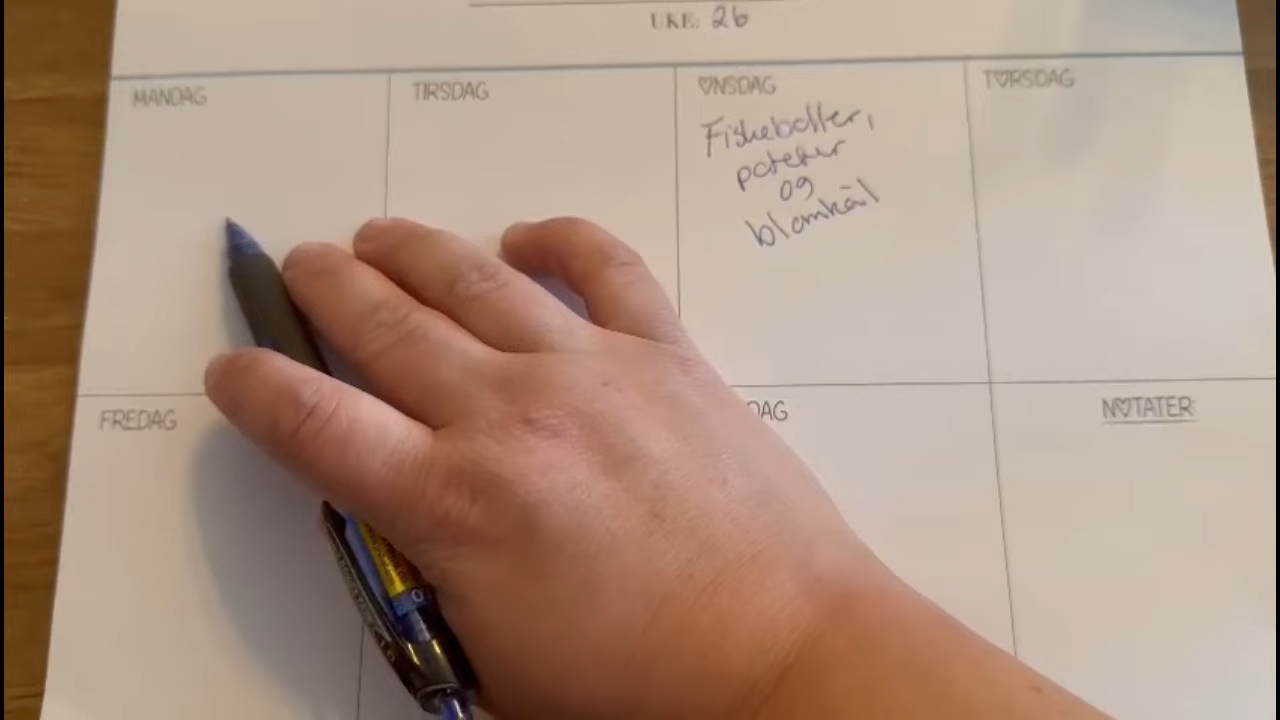 UKE: 26
MANDAG
TIRSDAG
ONSDAG
TORSDAG
Fiskeboller,
poteter
og
blomkål
FREDAG
DAG
NOTATER